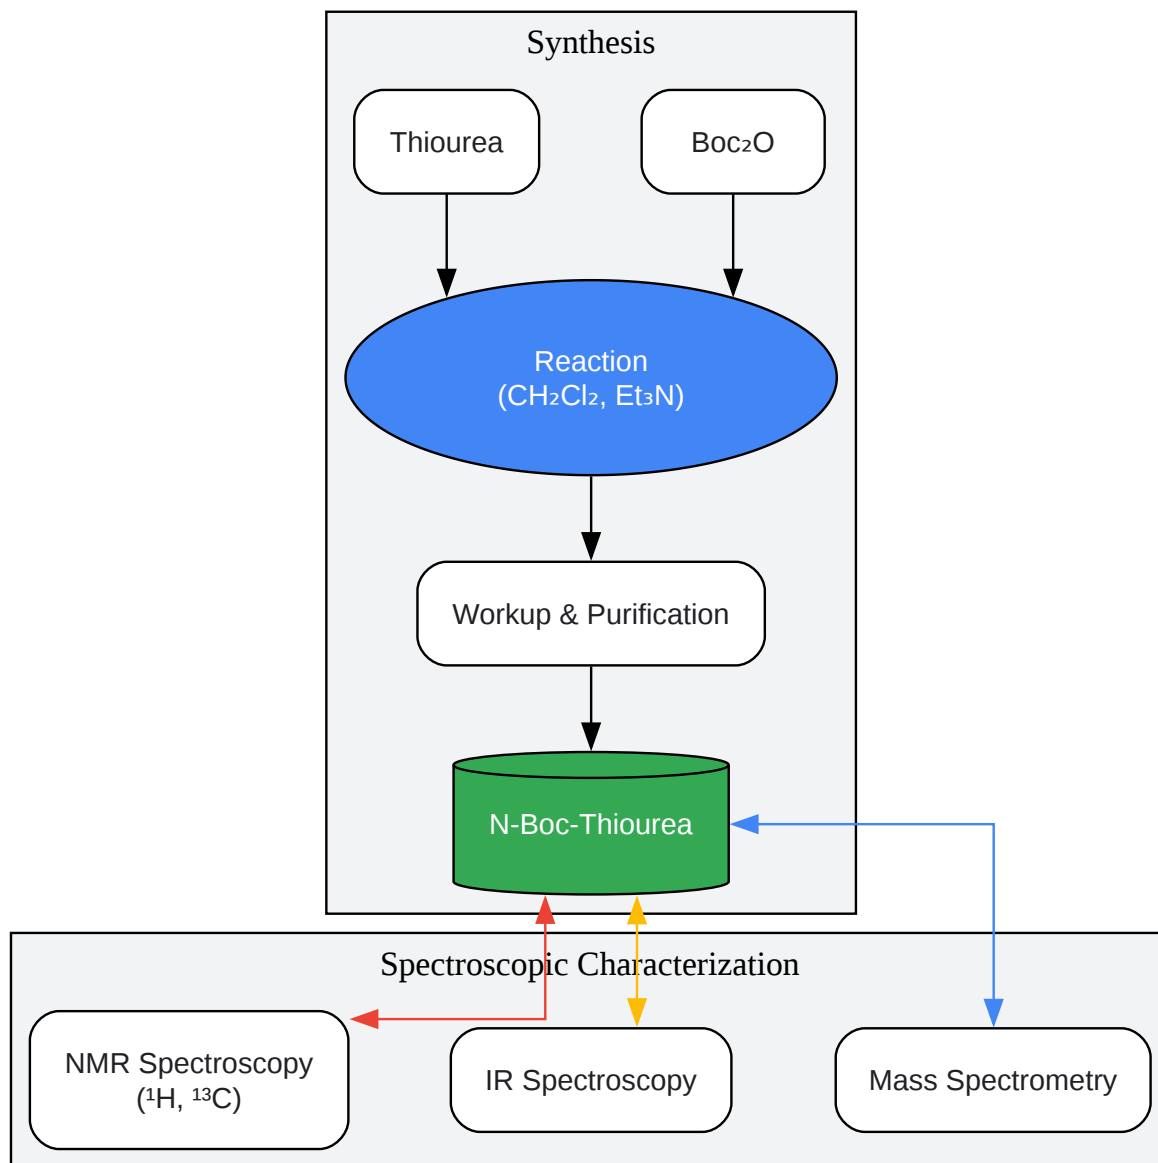 Synthesis
Thiourea
Boc₂O
Reaction
(CH₂Cl₂, Et₃N)
Workup & Purification
N-Boc-Thiourea
Spectroscopic Characterization
NMR Spectroscopy
(¹H, ¹³C)
IR Spectroscopy
Mass Spectrometry